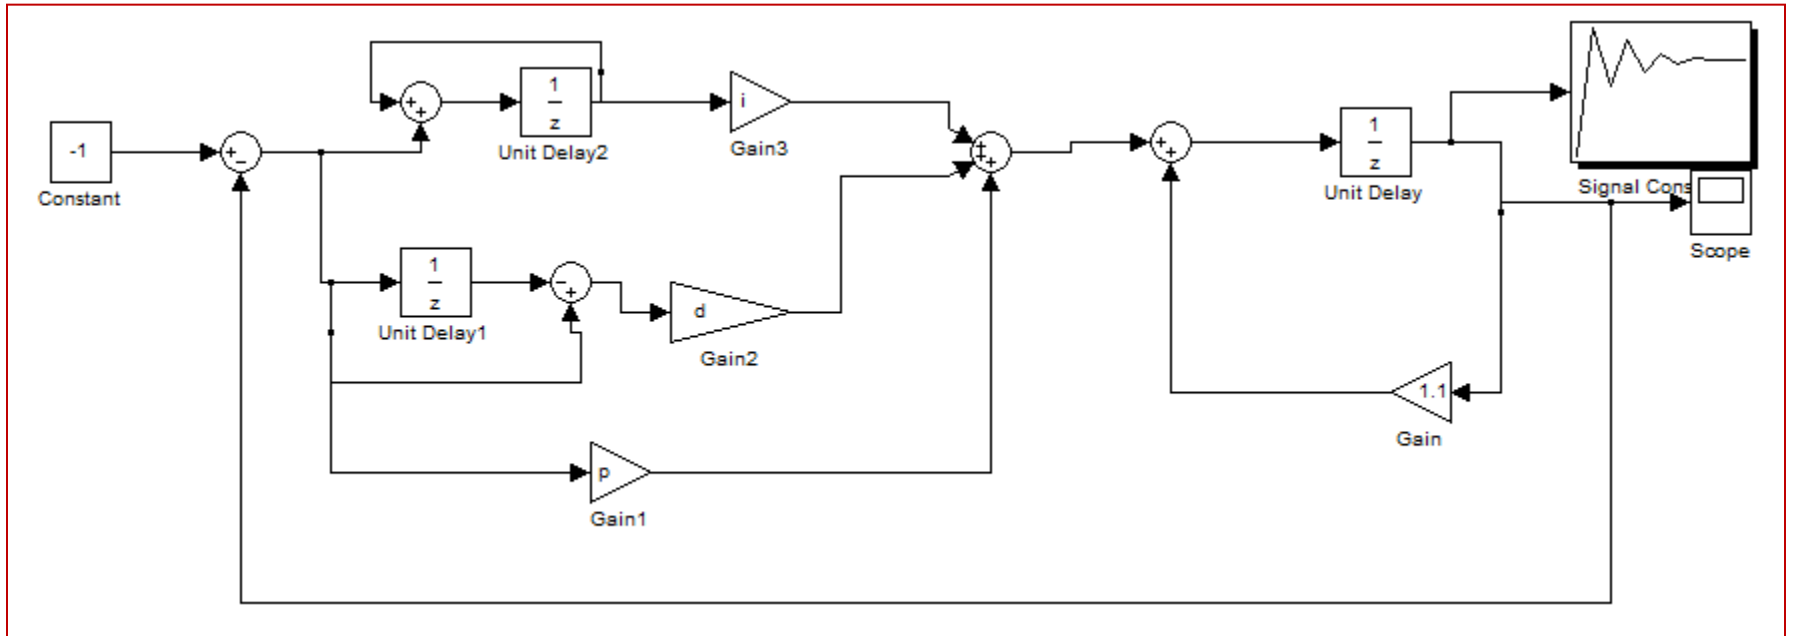 -1
Constant
+
−
+
+
1
z
Unit Delay2
i
Gain3
1
z
Unit Delay1
−
+
d
Gain2
p
Gain1
+
+
+
+
+
1
z
Unit Delay
1.1
Gain
Signal Cons
Scope